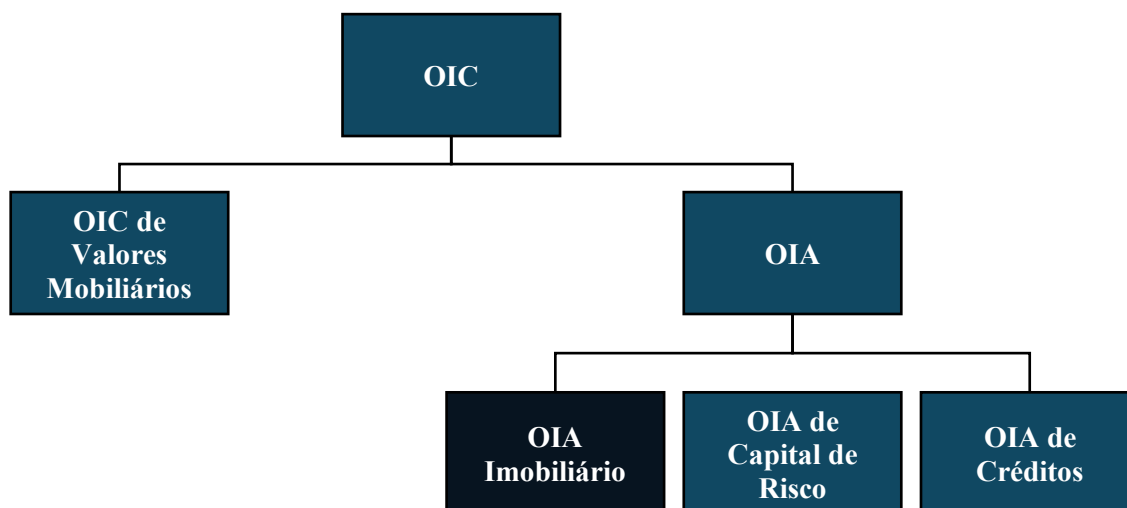 OIC
OIC de
Valores
Mobiliários
OIA
OIA
Imobiliário
OIA de
Capital de
Risco
OIA de
Créditos